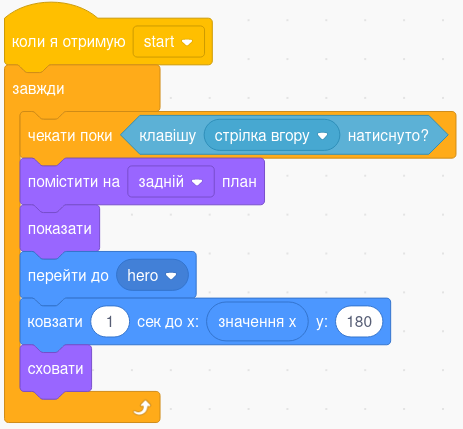 коли я отримую start
завжди
чекати поки клавішу стрілка вгору натиснуто?
помістити на задній план
показати
перейти до hero
ковзати 1 сек до x: значення x y: 180
сховати